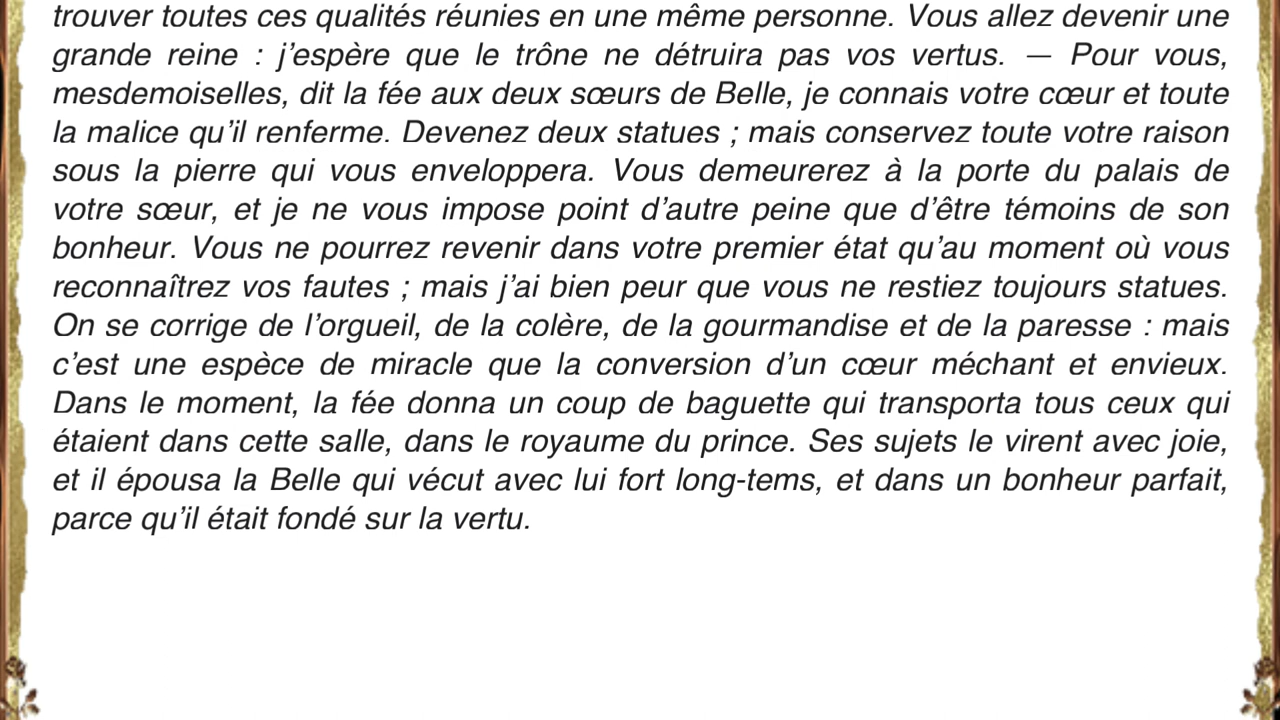 trouver toutes ces qualités réunies en une même personne. Vous allez devenir une
grande reine : j’espère que le trône ne détruira pas vos vertus. — Pour vous,
mesdemoiselles, dit la fée aux deux sœurs de Belle, je connais votre cœur et toute
la malice qu’il renferme. Devenez deux statues ; mais conservez toute votre raison
sous la pierre qui vous enveloppera. Vous demeurerez à la porte du palais de
votre sœur, et je ne vous impose point d’autre peine que d’être témoins de son
bonheur. Vous ne pourrez revenir dans votre premier état qu’au moment où vous
reconnaîtrez vos fautes ; mais j’ai bien peur que vous ne restiez toujours statues.
On se corrige de l’orgueil, de la colère, de la gourmandise et de la paresse : mais
c’est une espèce de miracle que la conversion d’un cœur méchant et envieux.
Dans le moment, la fée donna un coup de baguette qui transporta tous ceux qui
étaient dans cette salle, dans le royaume du prince. Ses sujets le virent avec joie,
et il épousa la Belle qui vécut avec lui fort long-tems, et dans un bonheur parfait,
parce qu’il était fondé sur la vertu.